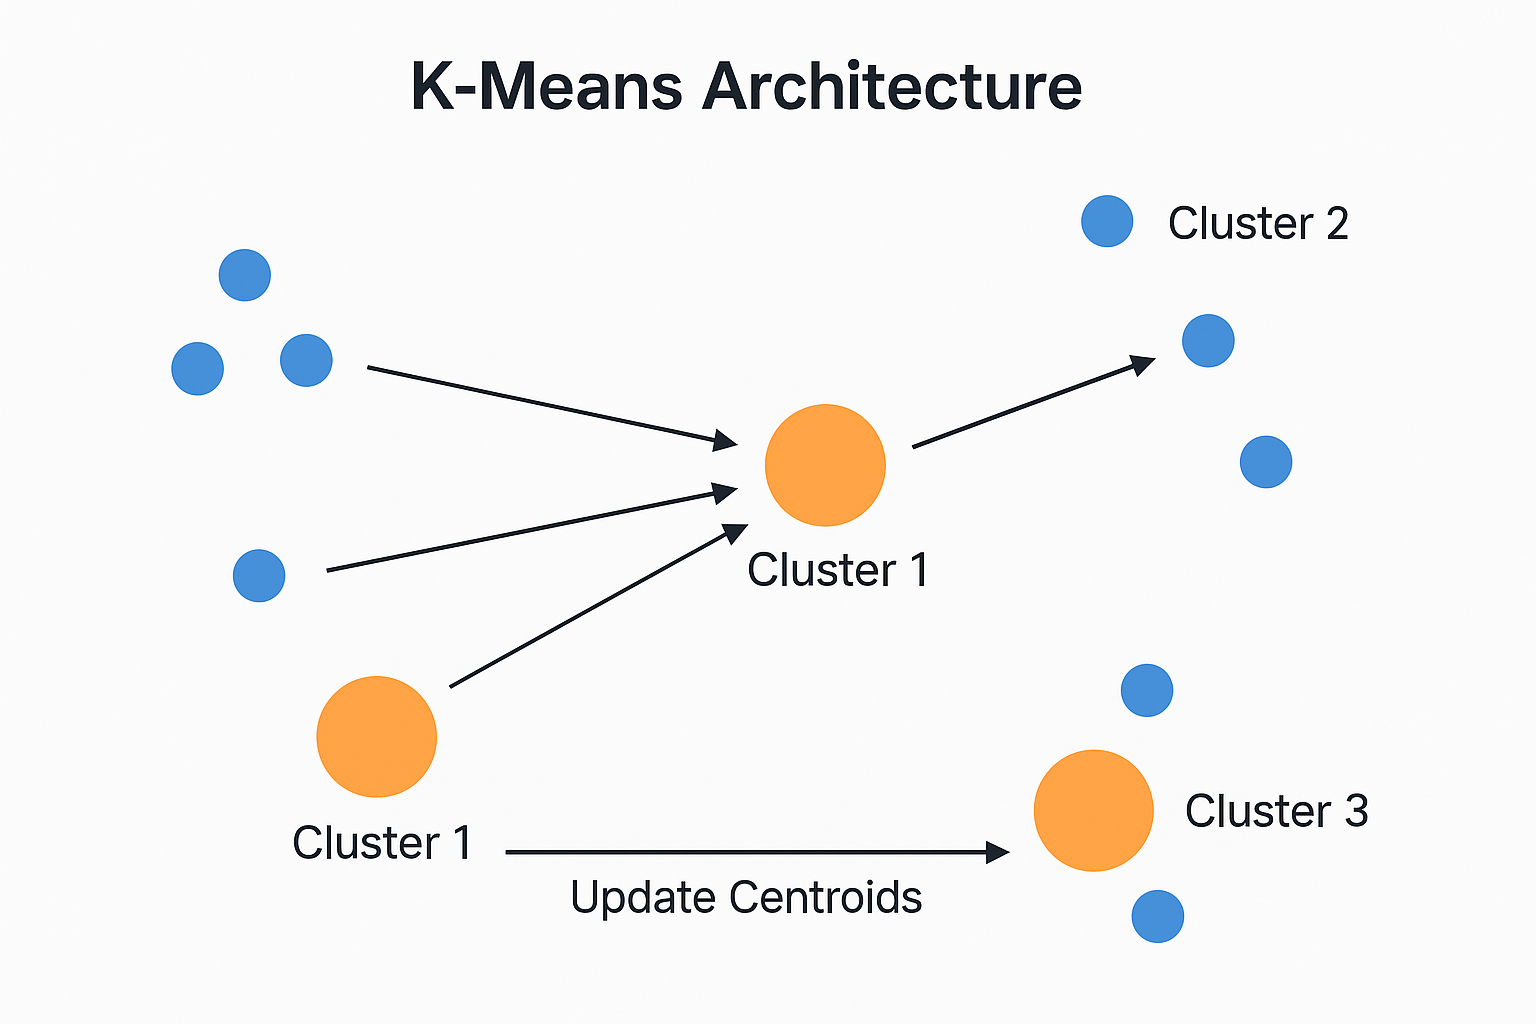 K-Means Architecture
Cluster 2
Cluster 1
Cluster 3
Cluster 1
Update Centroids